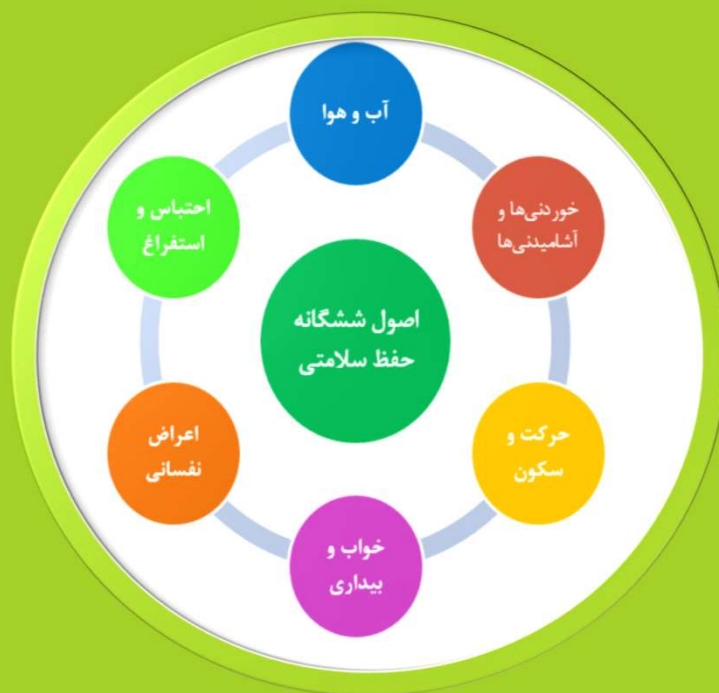 اصول ششگانه
حفظ سلامتی
آب و هوا
خوردنی‌ها و
آشامیدنی‌ها
حرکت و
سکون
خواب و
بیداری
اعراض
نفسانی
احتباس و
استفراغ